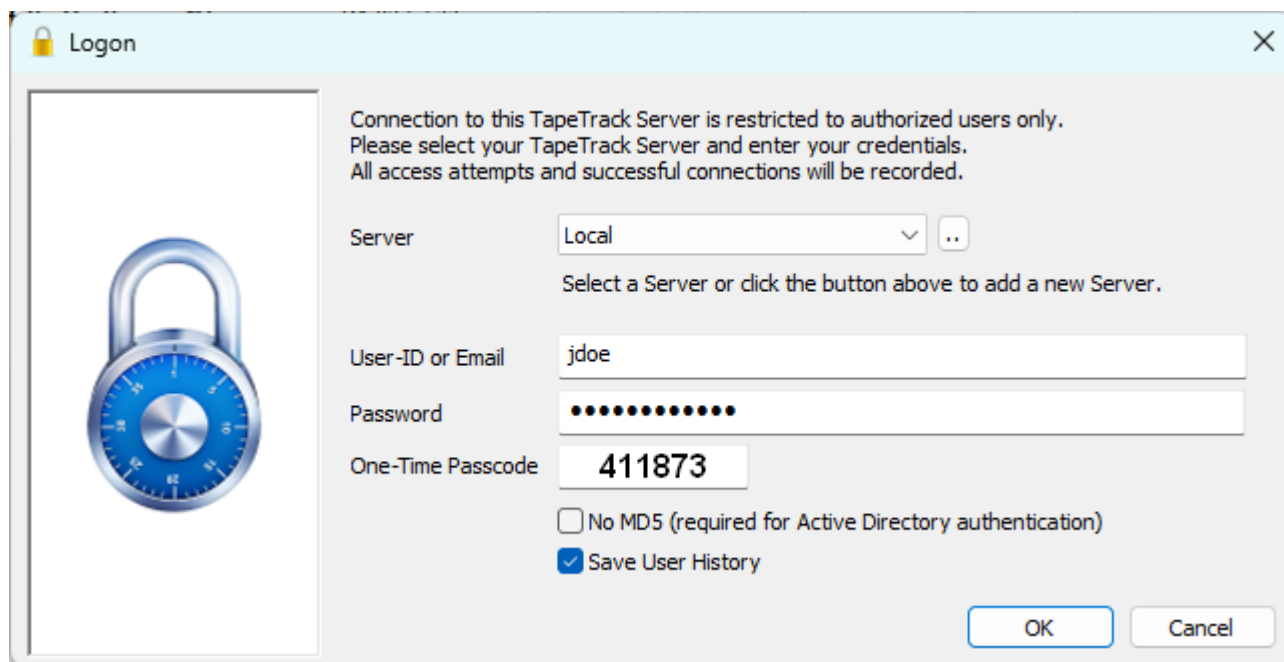 Logon
Connection to this TapeTrack Server is restricted to authorized users only.
Please select your TapeTrack Server and enter your credentials.
All access attempts and successful connections will be recorded.
Server Local ..
Select a Server or click the button above to add a new Server.
User-ID or Email jdoe
Password ••••••••••••
One-Time Passcode 411873
No MD5 (required for Active Directory authentication)
Save User History
OK Cancel